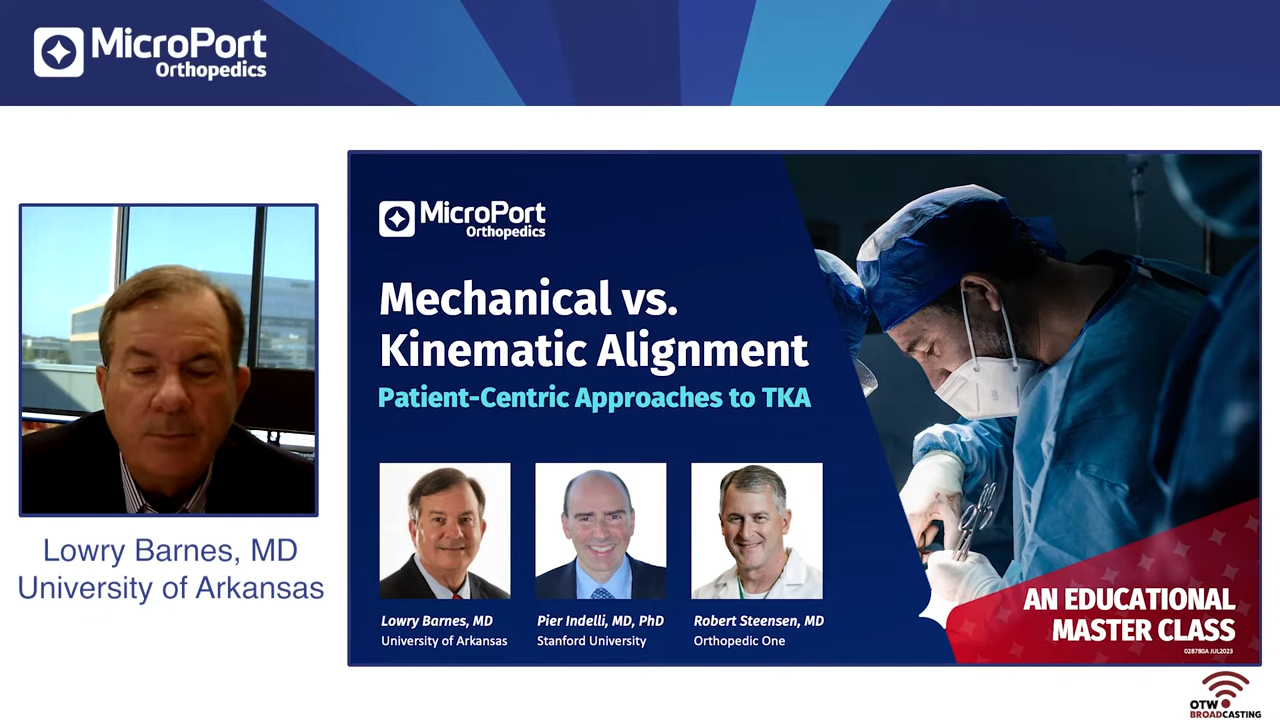 MicroPort
Orthopedics
Lowry Barnes, MD
University of Arkansas
MicroPort
Orthopedics
Mechanical vs.
Kinematic Alignment
Patient-Centric Approaches to TKA
Lowry Barnes, MD
University of Arkansas
Pier Indelli, MD, PhD
Stanford University
Robert Steensen, MD
Orthopedic One
AN EDUCATIONAL
MASTER CLASS
028780A JUL2023
OTW
BROADCASTING